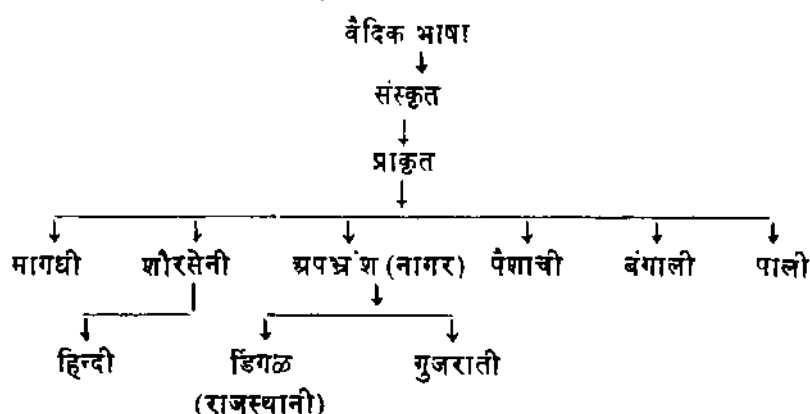 वैदिक भाषा
संस्कृत
प्राकृत
मागधी शौरसेनी अपभ्रंश (नागर) पैशाची बंगाली पाली
हिन्दी डिंगळ गुजराती
(राजस्थानी)